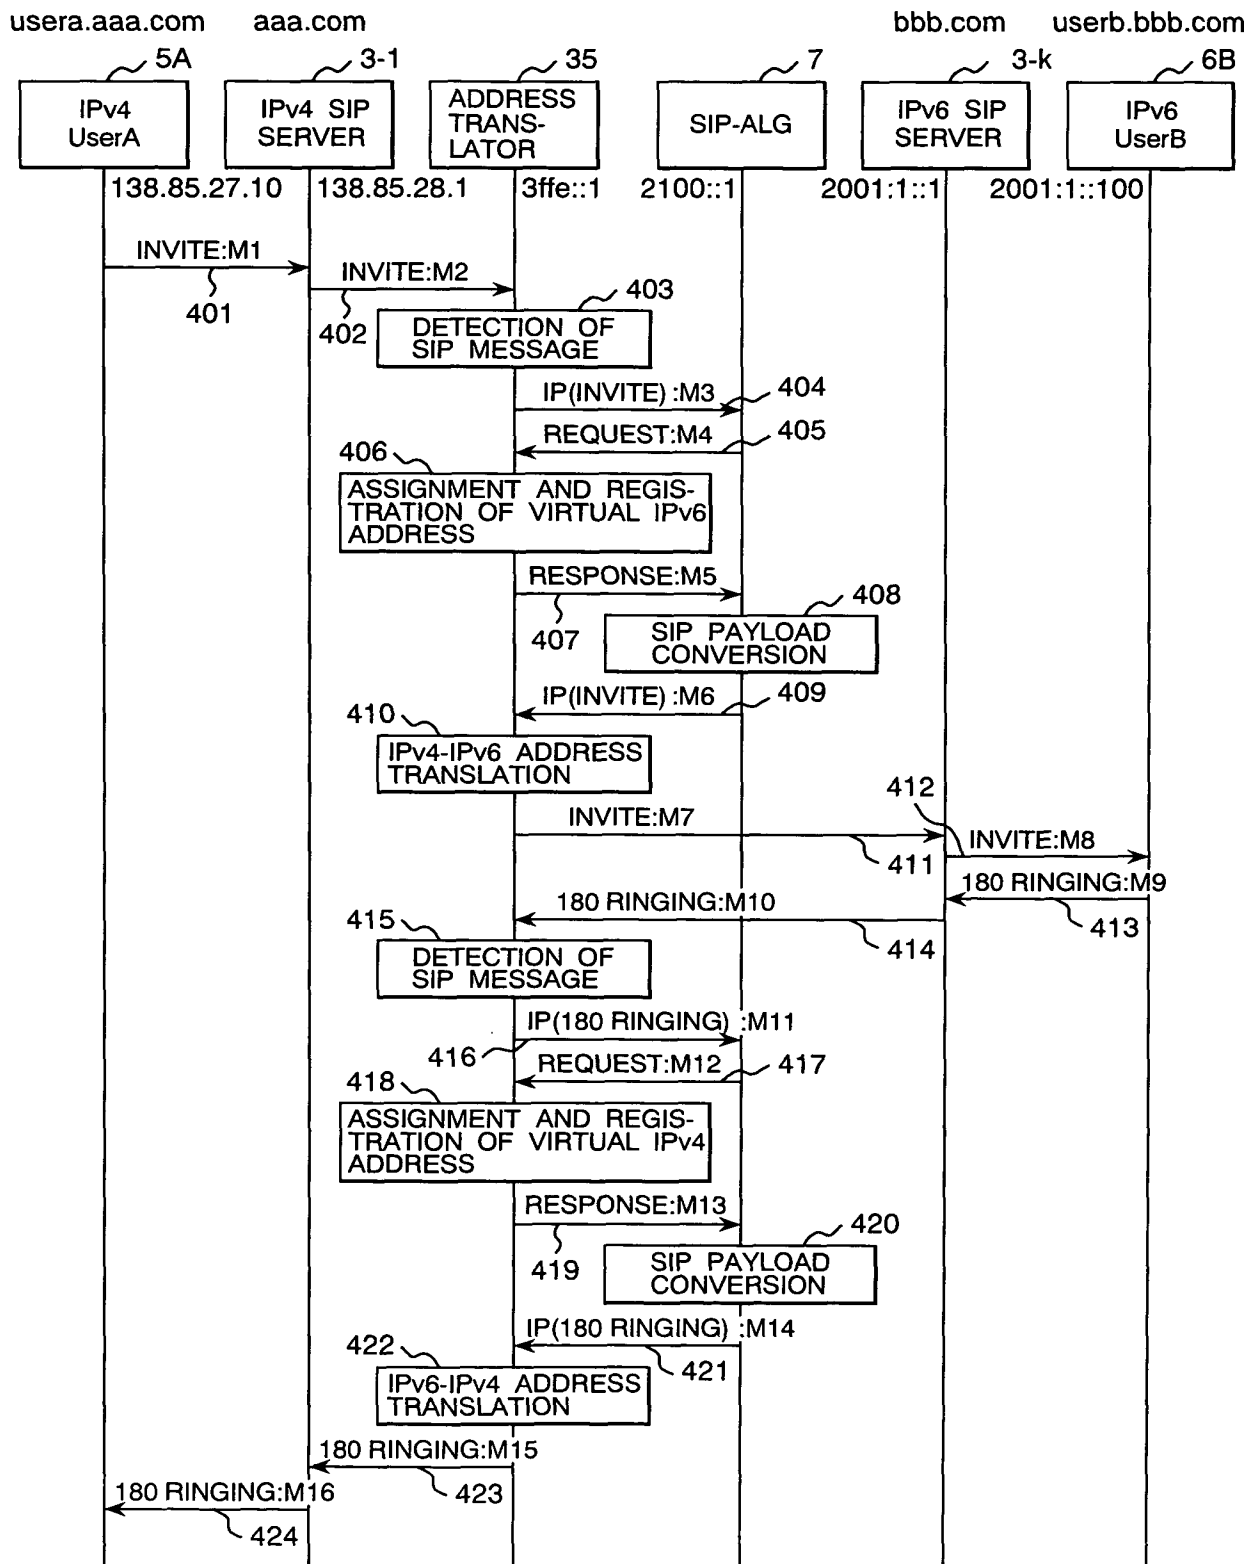 usera.aaa.com
aaa.com
bbb.com
userb.bbb.com
5A
3-1
35
7
3-k
6B
IPv4
UserA
IPv4 SIP
SERVER
ADDRESS
TRANS-
LATOR
SIP-ALG
IPv6 SIP
SERVER
IPv6
UserB
138.85.27.10
138.85.28.1
3ffe::1
2100::1
2001:1::1
2001:1::100
INVITE:M1
401
INVITE:M2
402
403
DETECTION OF
SIP MESSAGE
IP(INVITE) :M3
404
REQUEST:M4
405
406
ASSIGNMENT AND REGIS-
TRATION OF VIRTUAL IPv6
ADDRESS
RESPONSE:M5
407
408
SIP PAYLOAD
CONVERSION
IP(INVITE) :M6
409
410
IPv4-IPv6 ADDRESS
TRANSLATION
INVITE:M7
411
412
INVITE:M8
180 RINGING:M9
413
180 RINGING:M10
414
415
DETECTION OF
SIP MESSAGE
IP(180 RINGING) :M11
416
REQUEST:M12
417
418
ASSIGNMENT AND REGIS-
TRATION OF VIRTUAL IPv4
ADDRESS
RESPONSE:M13
419
420
SIP PAYLOAD
CONVERSION
IP(180 RINGING) :M14
421
422
IPv6-IPv4 ADDRESS
TRANSLATION
180 RINGING:M15
423
180 RINGING:M16
424